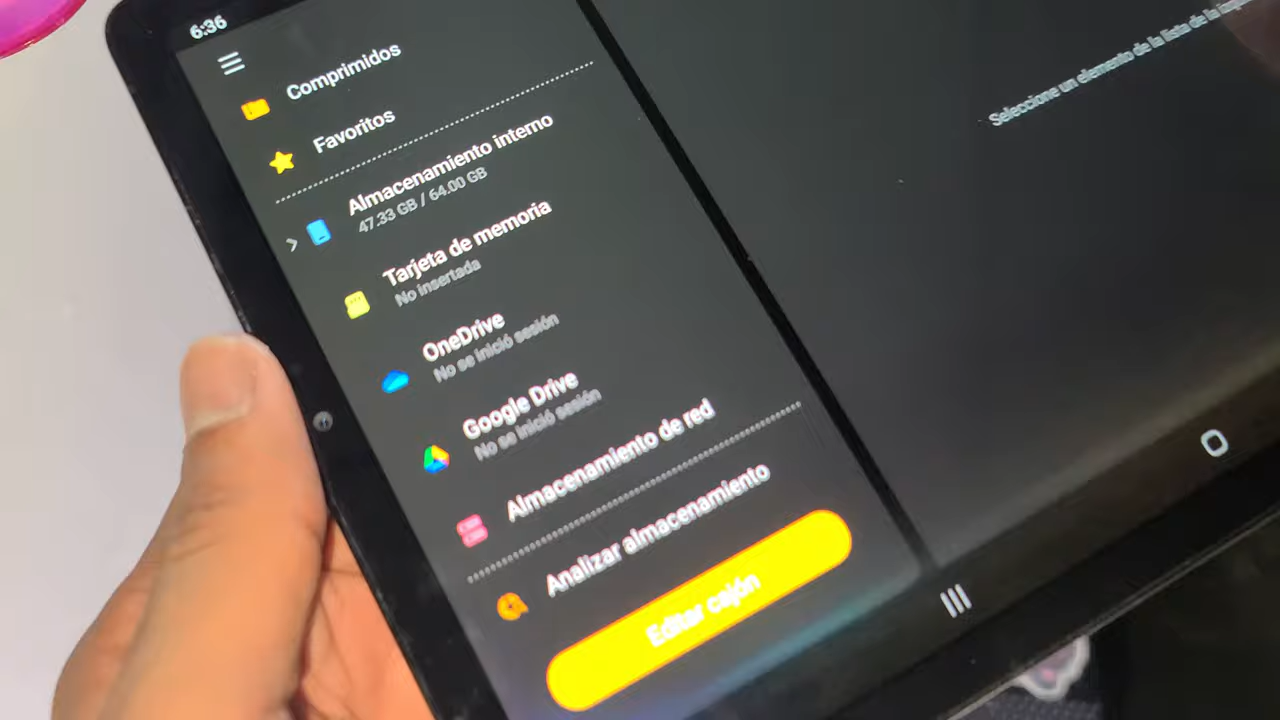 6:36
Comprimidos
Favoritos
Almacenamiento interno
47.33 GB / 64.00 GB
Tarjeta de memoria
No insertada
OneDrive
No se inició sesión
Google Drive
No se inició sesión
Almacenamiento de red
Analizar almacenamiento
Editar cajón
Seleccione un elemento de la lista de la